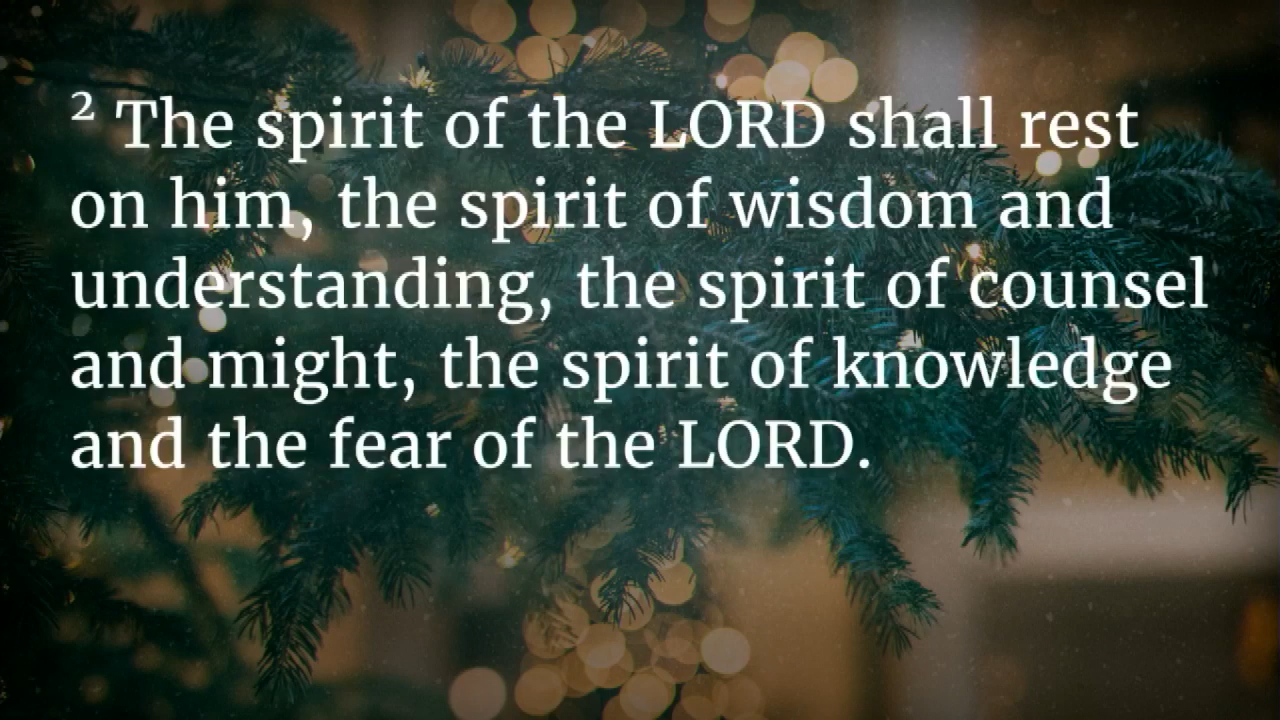 ² The spirit of the LORD shall rest
on him, the spirit of wisdom and
understanding, the spirit of counsel
and might, the spirit of knowledge
and the fear of the LORD.